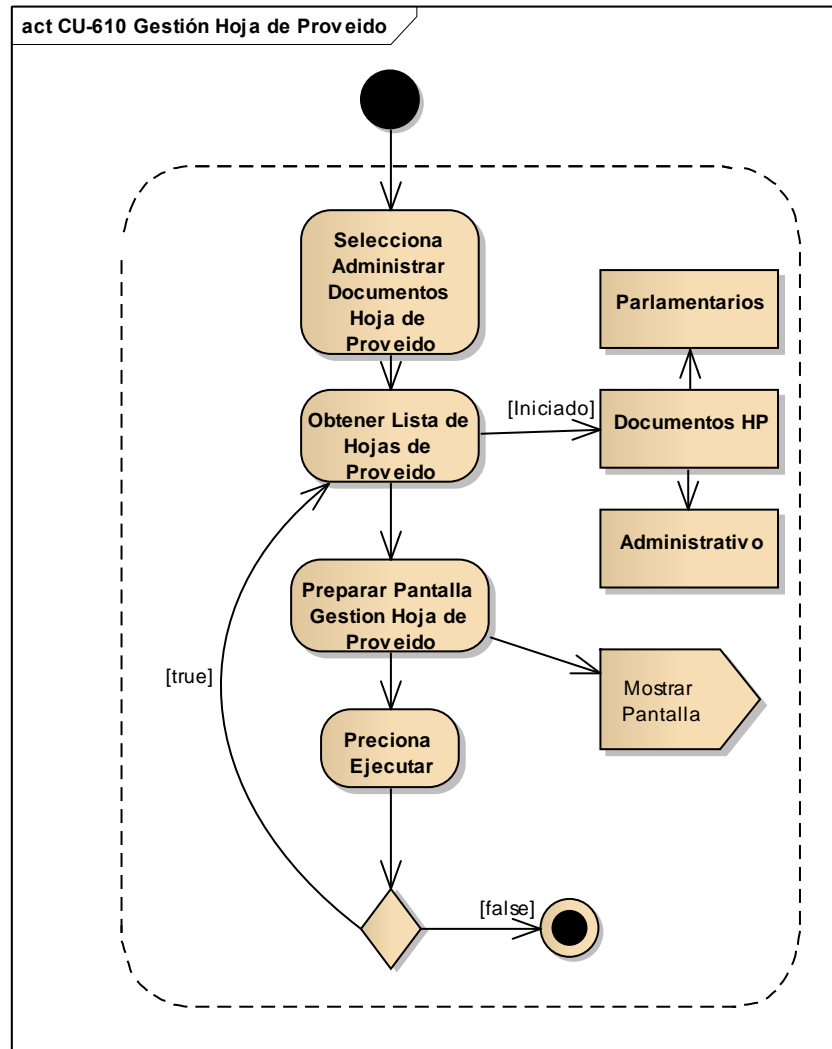 act CU-610 Gestión Hoja de Proveido
Selecciona
Administrar
Documentos
Hoja de
Proveido
Parlamentarios
[Iniciado]
Obtener Lista de
Hojas de
Proveido
Documentos HP
Administrativo
Preparar Pantalla
Gestion Hoja de
Proveido
[true]
Mostrar
Pantalla
Preciona
Ejecutar
[false]